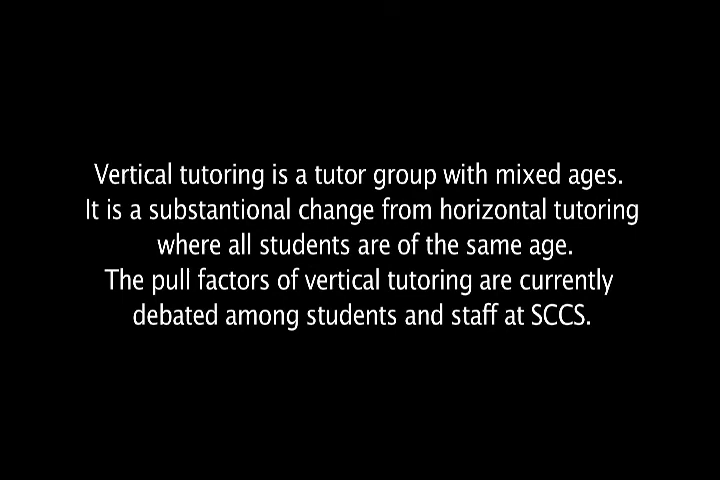 Vertical tutoring is a tutor group with mixed ages.
It is a substantional change from horizontal tutoring
where all students are of the same age.
The pull factors of vertical tutoring are currently
debated among students and staff at SCCS.